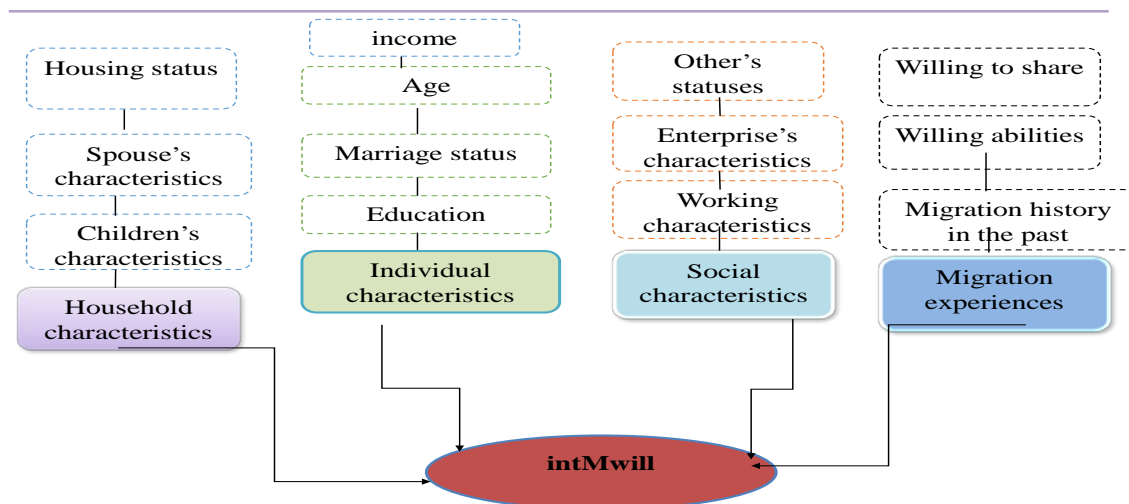 Housing status
Spouse's
characteristics
Children's
characteristics
Household
characteristics
income
Age
Marriage status
Education
Individual
characteristics
Other's
statuses
Enterprise's
characteristics
Working
characteristics
Social
characteristics
Willing to share
Willing abilities
Migration history
in the past
Migration
experiences
intMwill